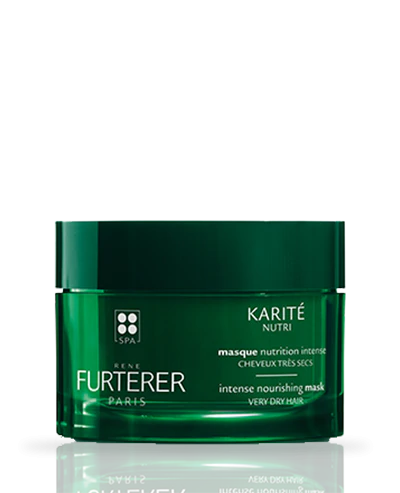 SPA
RENE
FURTERER
PARIS
KARITÉ
NUTRI
masque nutrition intense
CHEVEUX TRÈS SECS
intense nourishing mask
VERY DRY HAIR